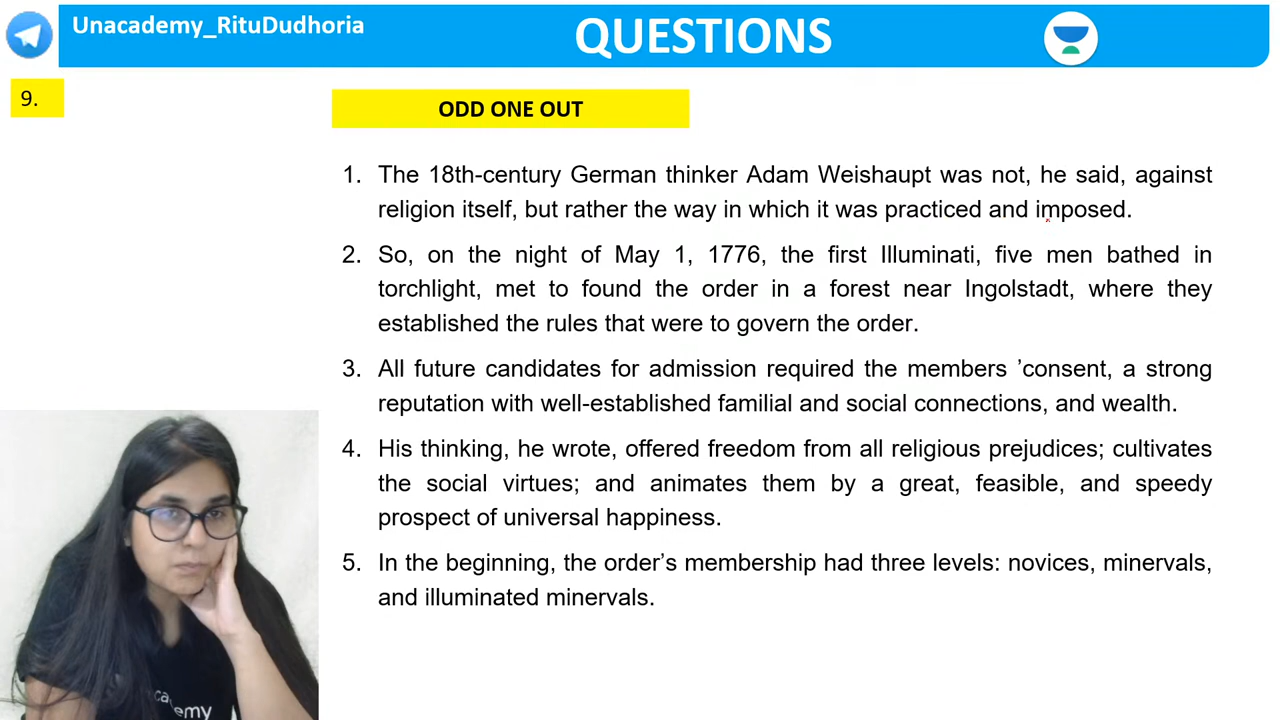 Unacademy_RituDudhoria
QUESTIONS
9.
ODD ONE OUT
1. The 18th-century German thinker Adam Weishaupt was not, he said, against
religion itself, but rather the way in which it was practiced and imposed.
2. So, on the night of May 1, 1776, the first Illuminati, five men bathed in
torchlight, met to found the order in a forest near Ingolstadt, where they
established the rules that were to govern the order.
3. All future candidates for admission required the members ’consent, a strong
reputation with well-established familial and social connections, and wealth.
4. His thinking, he wrote, offered freedom from all religious prejudices; cultivates
the social virtues; and animates them by a great, feasible, and speedy
prospect of universal happiness.
5. In the beginning, the order’s membership had three levels: novices, minervals,
and illuminated minervals.